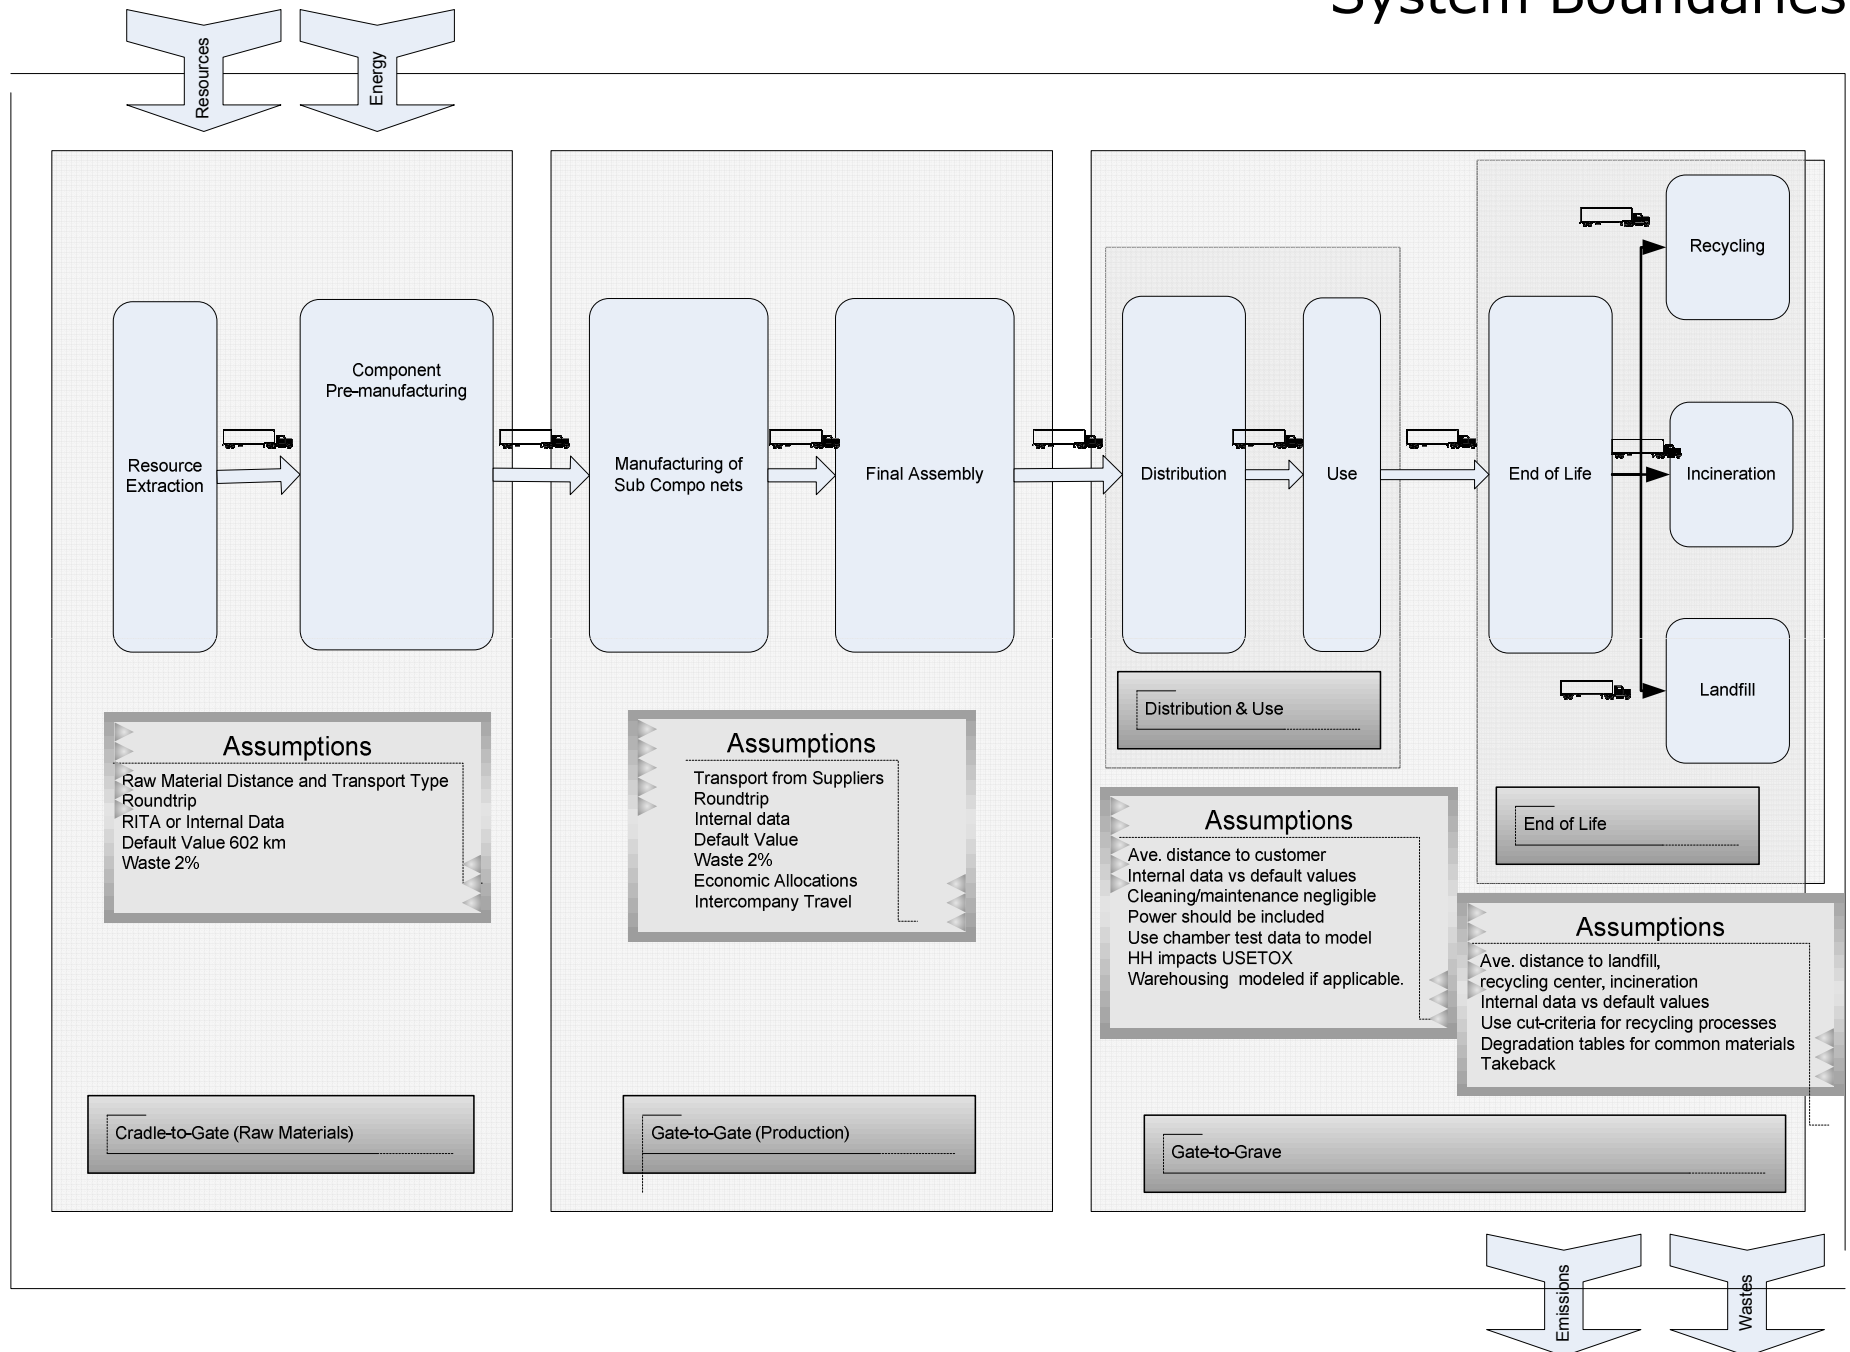 System Boundaries
Resources
Energy
Resource
Extraction
Component
Pre-manufacturing
Manufacturing of
Sub Compo nets
Final Assembly
Distribution
Use
End of Life
Recycling
Incineration
Landfill
Distribution & Use
End of Life
Assumptions
Raw Material Distance and Transport Type
Roundtrip
RITA or Internal Data
Default Value 602 km
Waste 2%
Assumptions
Transport from Suppliers
Roundtrip
Internal data
Default Value
Waste 2%
Economic Allocations
Intercompany Travel
Assumptions
Ave. distance to customer
Internal data vs default values
Cleaning/maintenance negligible
Power should be included
Use chamber test data to model
HH impacts USETOX
Warehousing  modeled if applicable.
Assumptions
Ave. distance to landfill,
recycling center, incineration
Internal data vs default values
Use cut-criteria for recycling processes
Degradation tables for common materials
Takeback
Cradle-to-Gate (Raw Materials)
Gate-to-Gate (Production)
Gate-to-Grave
Emissions
Wastes